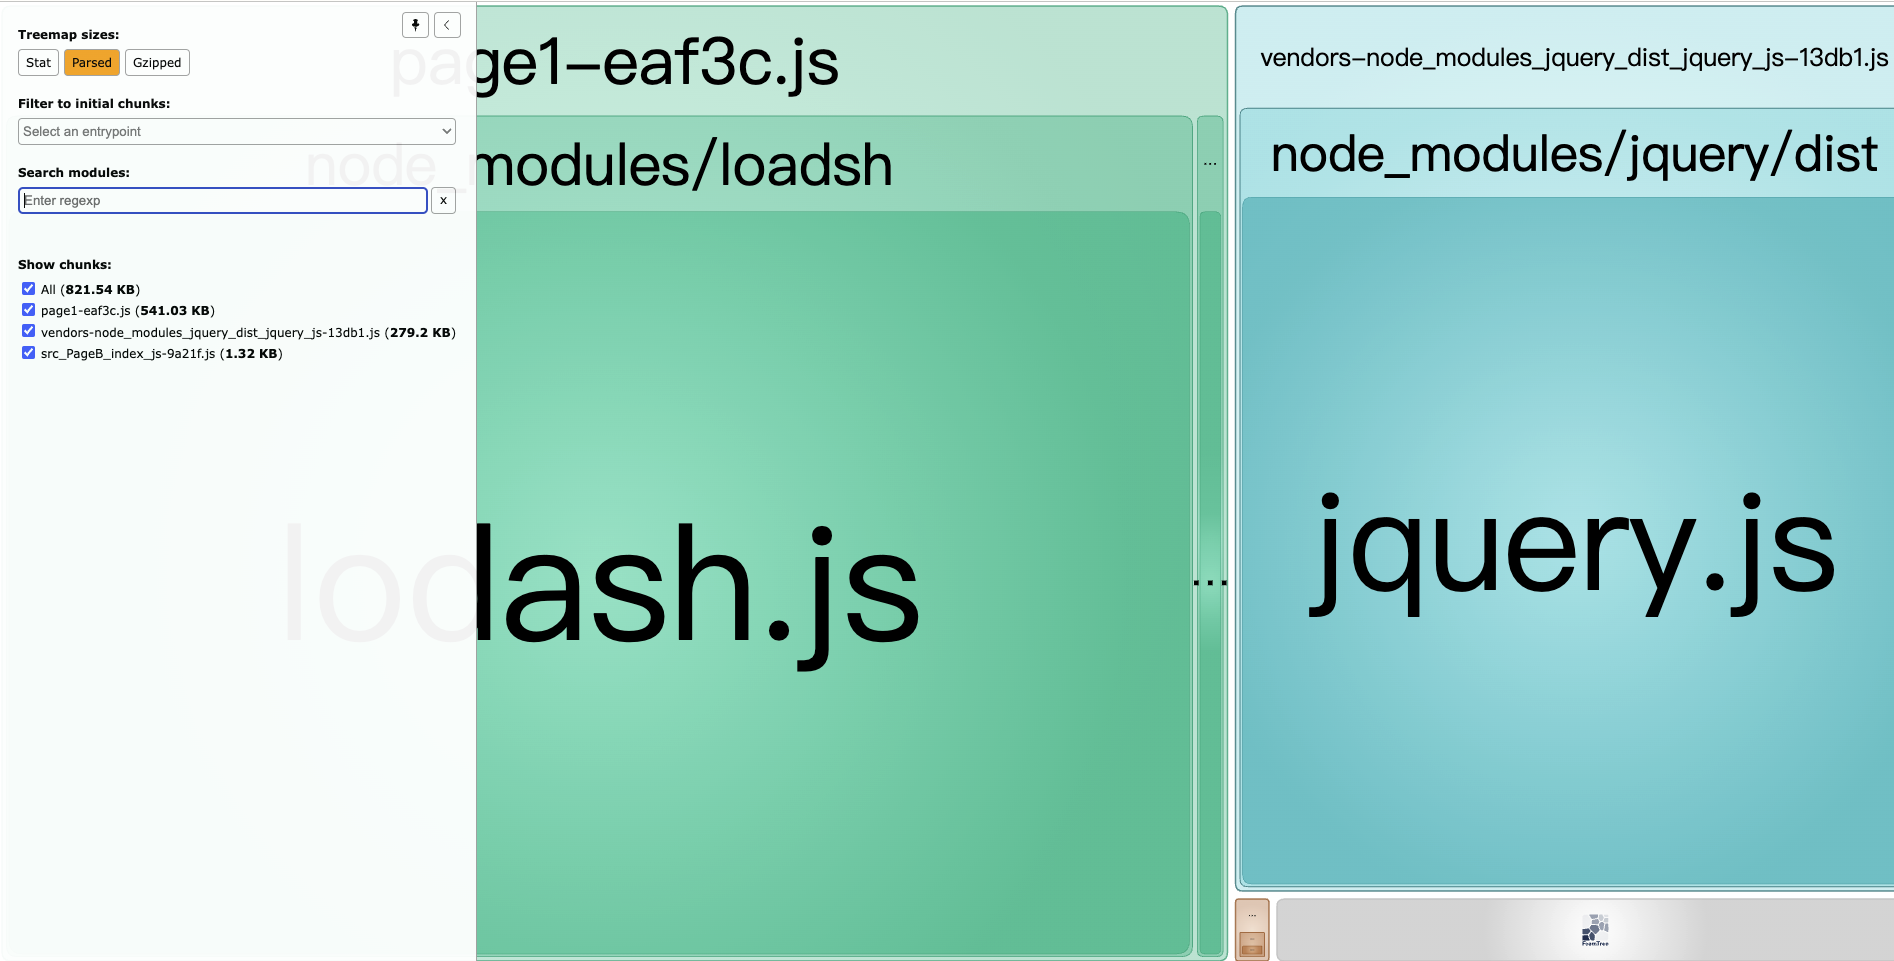 Treemap sizes:
Stat Parsed Gzipped
Filter to initial chunks:
Select an entrypoint
Search modules:
Enter regexp x
Show chunks:
All (821.54 KB)
page1-eaf3c.js (541.03 KB)
vendors-node_modules_jquery_dist_jquery_js-13db1.js (279.2 KB)
src_PageB_index_js-9a21f.js (1.32 KB)
page1-eaf3c.js
node_modules/loadsh
...
lodash.js
...
vendors-node_modules_jquery_dist_jquery_js-13db1.js
node_modules/jquery/dist
jquery.js
...
FoamTree